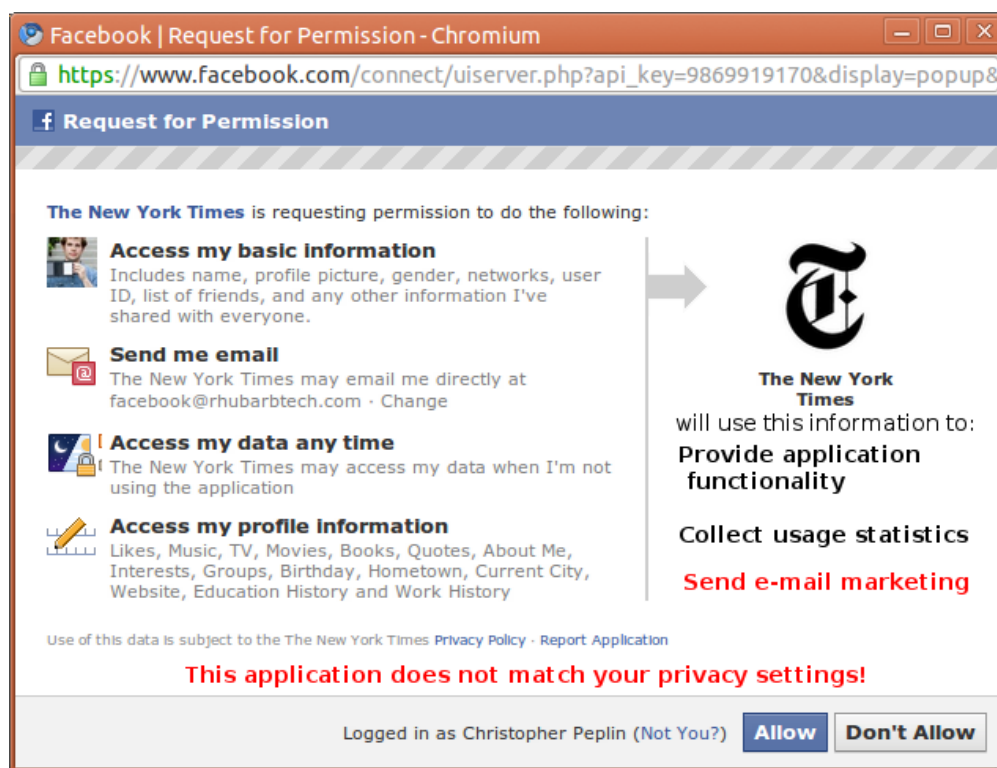 Facebook | Request for Permission - Chromium
https://www.facebook.com/connect/uiserver.php?api_key=9869919170&display=popup&
f Request for Permission
The New York Times is requesting permission to do the following:
Access my basic information
Includes name, profile picture, gender, networks, user
ID, list of friends, and any other information I've
shared with everyone.
Send me email
The New York Times may email me directly at
facebook@rhubarbtech.com · Change
Access my data any time
The New York Times may access my data when I'm not
using the application
Access my profile information
Likes, Music, TV, Movies, Books, Quotes, About Me,
Interests, Groups, Birthday, Hometown, Current City,
Website, Education History and Work History
T
The New York
Times
will use this information to:
Provide application
functionality
Collect usage statistics
Send e-mail marketing
Use of this data is subject to the The New York Times Privacy Policy · Report Application
This application does not match your privacy settings!
Logged in as Christopher Peplin (Not You?)
Allow
Don't Allow